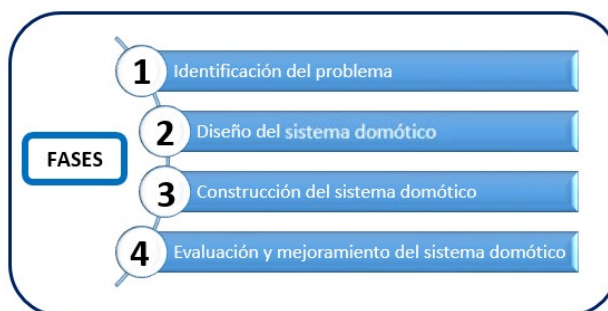 FASES
1 Identificación del problema
2 Diseño del sistema domótico
3 Construcción del sistema domótico
4 Evaluación y mejoramiento del sistema domótico